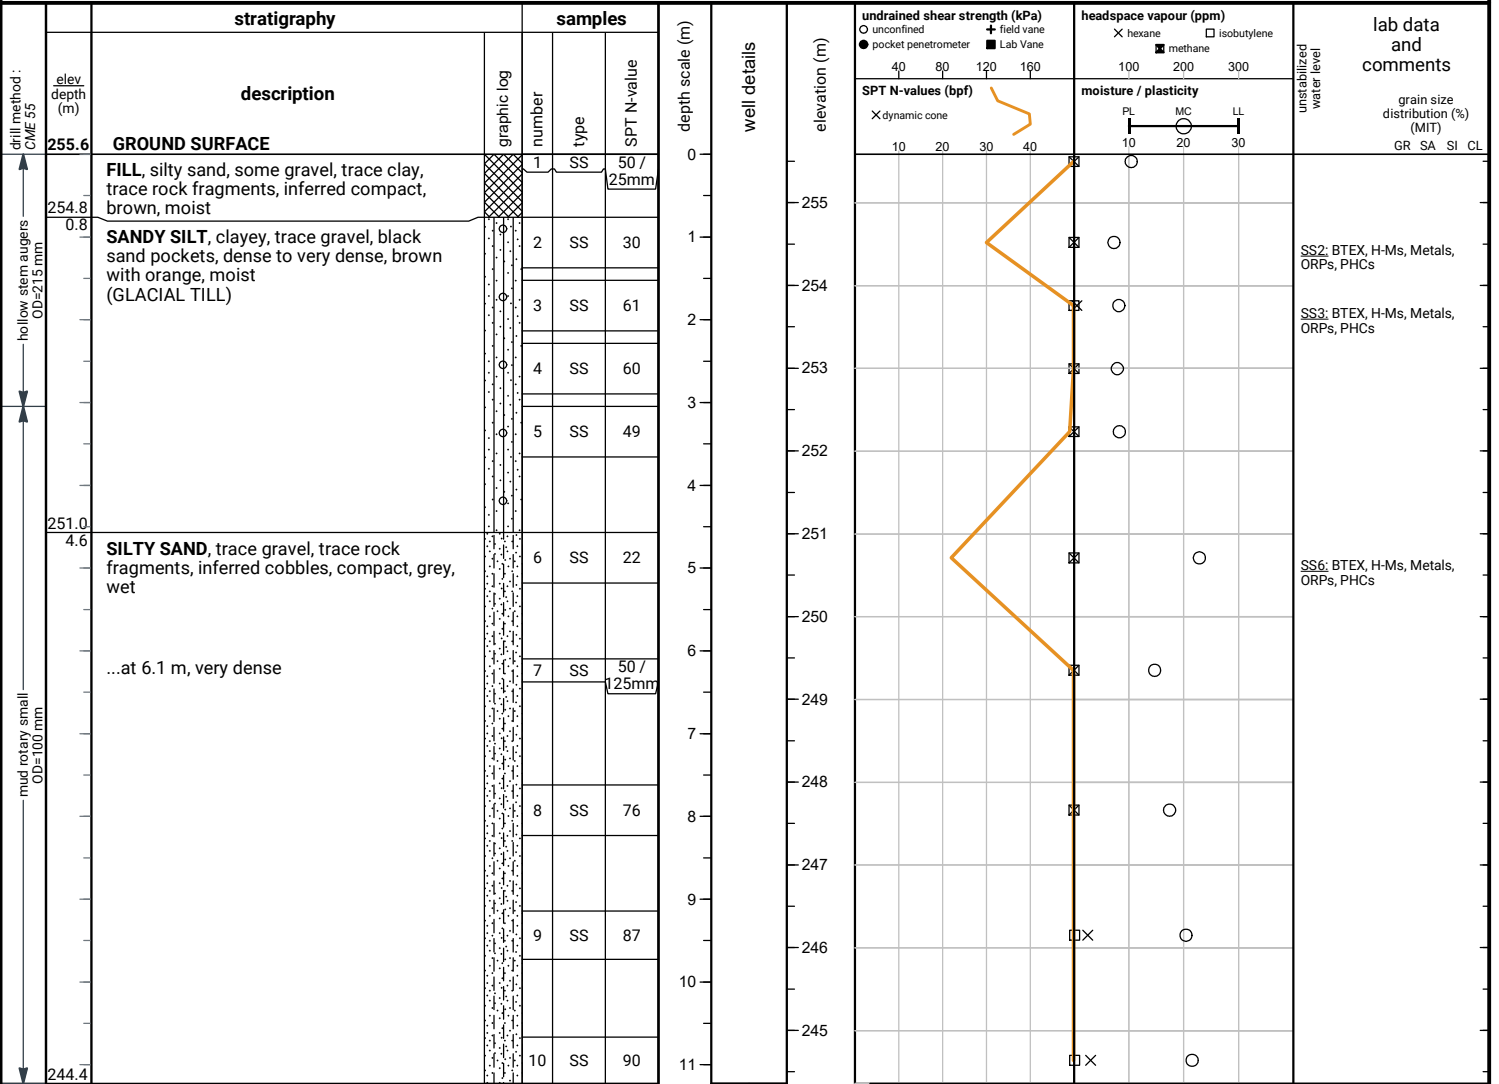 stratigraphy
samples
drill method :
CME 55
elev
depth
(m)
description
graphic log
number
type
SPT N-value
depth scale (m)
well details
elevation (m)
undrained shear strength (kPa)
unconfined
field vane
pocket penetrometer
Lab Vane
40 80 120 160
SPT N-values (bpf)
dynamic cone
10 20 30 40
headspace vapour (ppm)
hexane
isobutylene
methane
100 200 300
moisture / plasticity
PL MC LL
10 20 30
unstabilized
water level
lab data
and
comments
grain size
distribution (%)
(MIT)
GR SA SI CL
255.6 GROUND SURFACE
FILL, silty sand, some gravel, trace clay,
trace rock fragments, inferred compact,
brown, moist
254.8
0.8
SANDY SILT, clayey, trace gravel, black
sand pockets, dense to very dense, brown
with orange, moist
(GLACIAL TILL)
251.0
4.6
SILTY SAND, trace gravel, trace rock
fragments, inferred cobbles, compact, grey,
wet
...at 6.1 m, very dense
244.4
hollow stem augers
OD=215 mm
mud rotary small
OD=100 mm
1 SS 50 /
25mm
2 SS 30
3 SS 61
4 SS 60
5 SS 49
6 SS 22
7 SS 50 /
125mm
8 SS 76
9 SS 87
10 SS 90
0
1
2
3
4
5
6
7
8
9
10
11
255
254
253
252
251
250
249
248
247
246
245
SS2: BTEX, H-Ms, Metals,
ORPs, PHCs
SS3: BTEX, H-Ms, Metals,
ORPs, PHCs
SS6: BTEX, H-Ms, Metals,
ORPs, PHCs